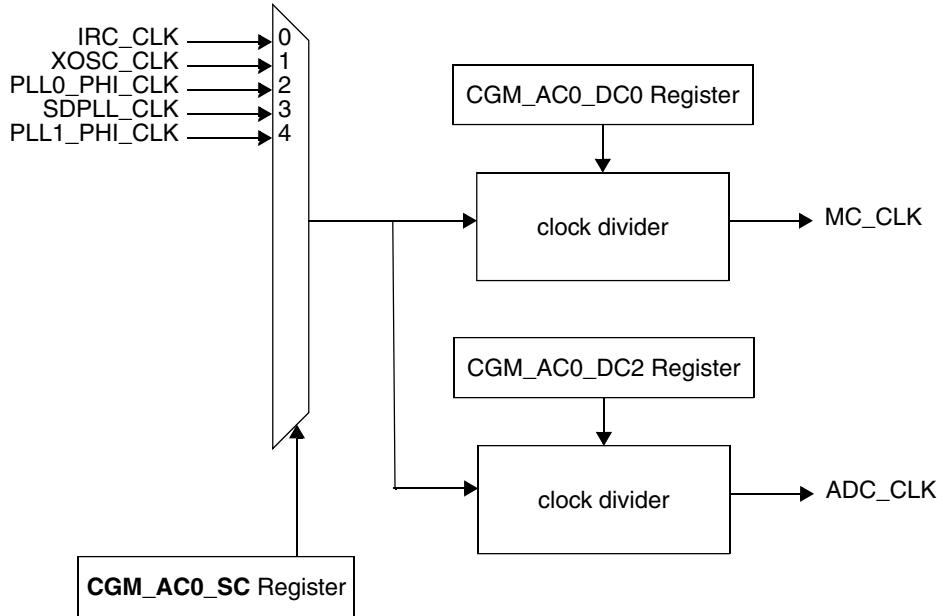 IRC_CLK
XOSC_CLK
PLL0_PHI_CLK
SDPLL_CLK
PLL1_PHI_CLK
0
1
2
3
4
CGM_AC0_DC0 Register
clock divider
MC_CLK
CGM_AC0_DC2 Register
clock divider
ADC_CLK
CGM_AC0_SC Register